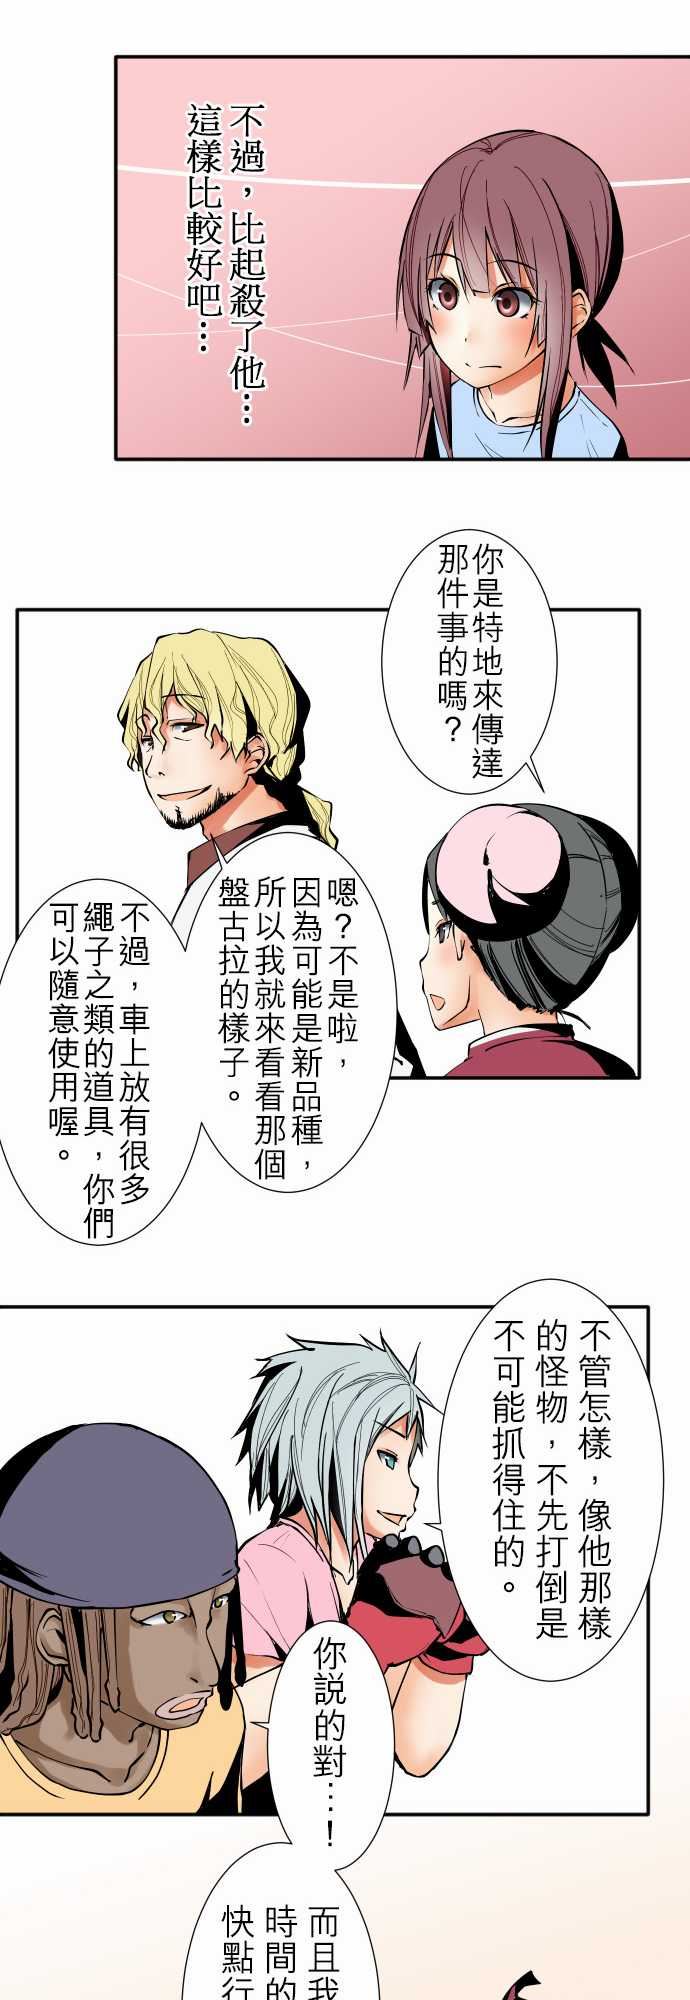 不過，比起殺了他…
這樣比較好吧…
你是特地來傳達
那件事的嗎？
嗯？不是啦，
因為可能是新品種，
所以我就來看看那個
盤古拉的樣子。
不過，車上放有很多
繩子之類的道具，你們
可以隨意使用喔。
不管怎樣，像他那樣
的怪物，不先打倒是
不可能抓得住的。
你說的對…！
而且我
時間的
快點行